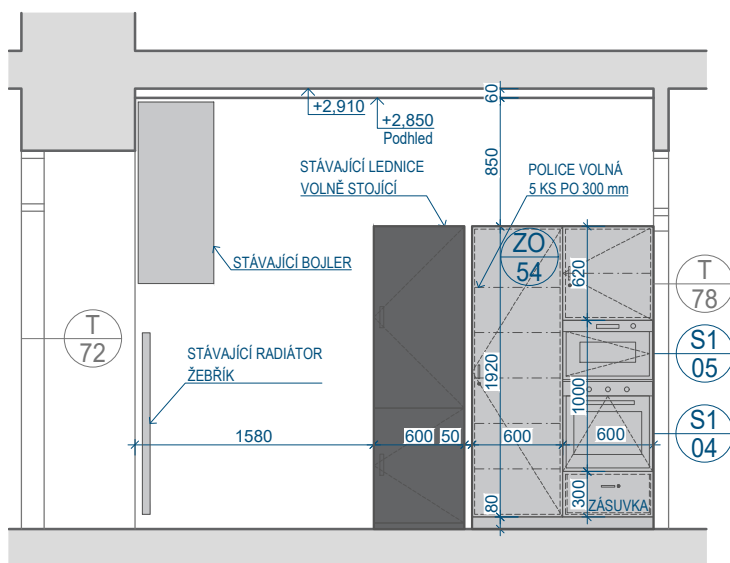 +2,910
+2,850
Podhled
60
850
STÁVAJÍCÍ LEDNICE
VOLNĚ STOJÍCÍ
POLICE VOLNÁ
5 KS PO 300 mm
ZO
54
STÁVAJÍCÍ BOJLER
620
T
78
T
72
STÁVAJÍCÍ RADIÁTOR
ŽEBŘÍK
S1
05
1920
1000
1580
600
50
600
600
S1
04
80
300
ZÁSUVKA